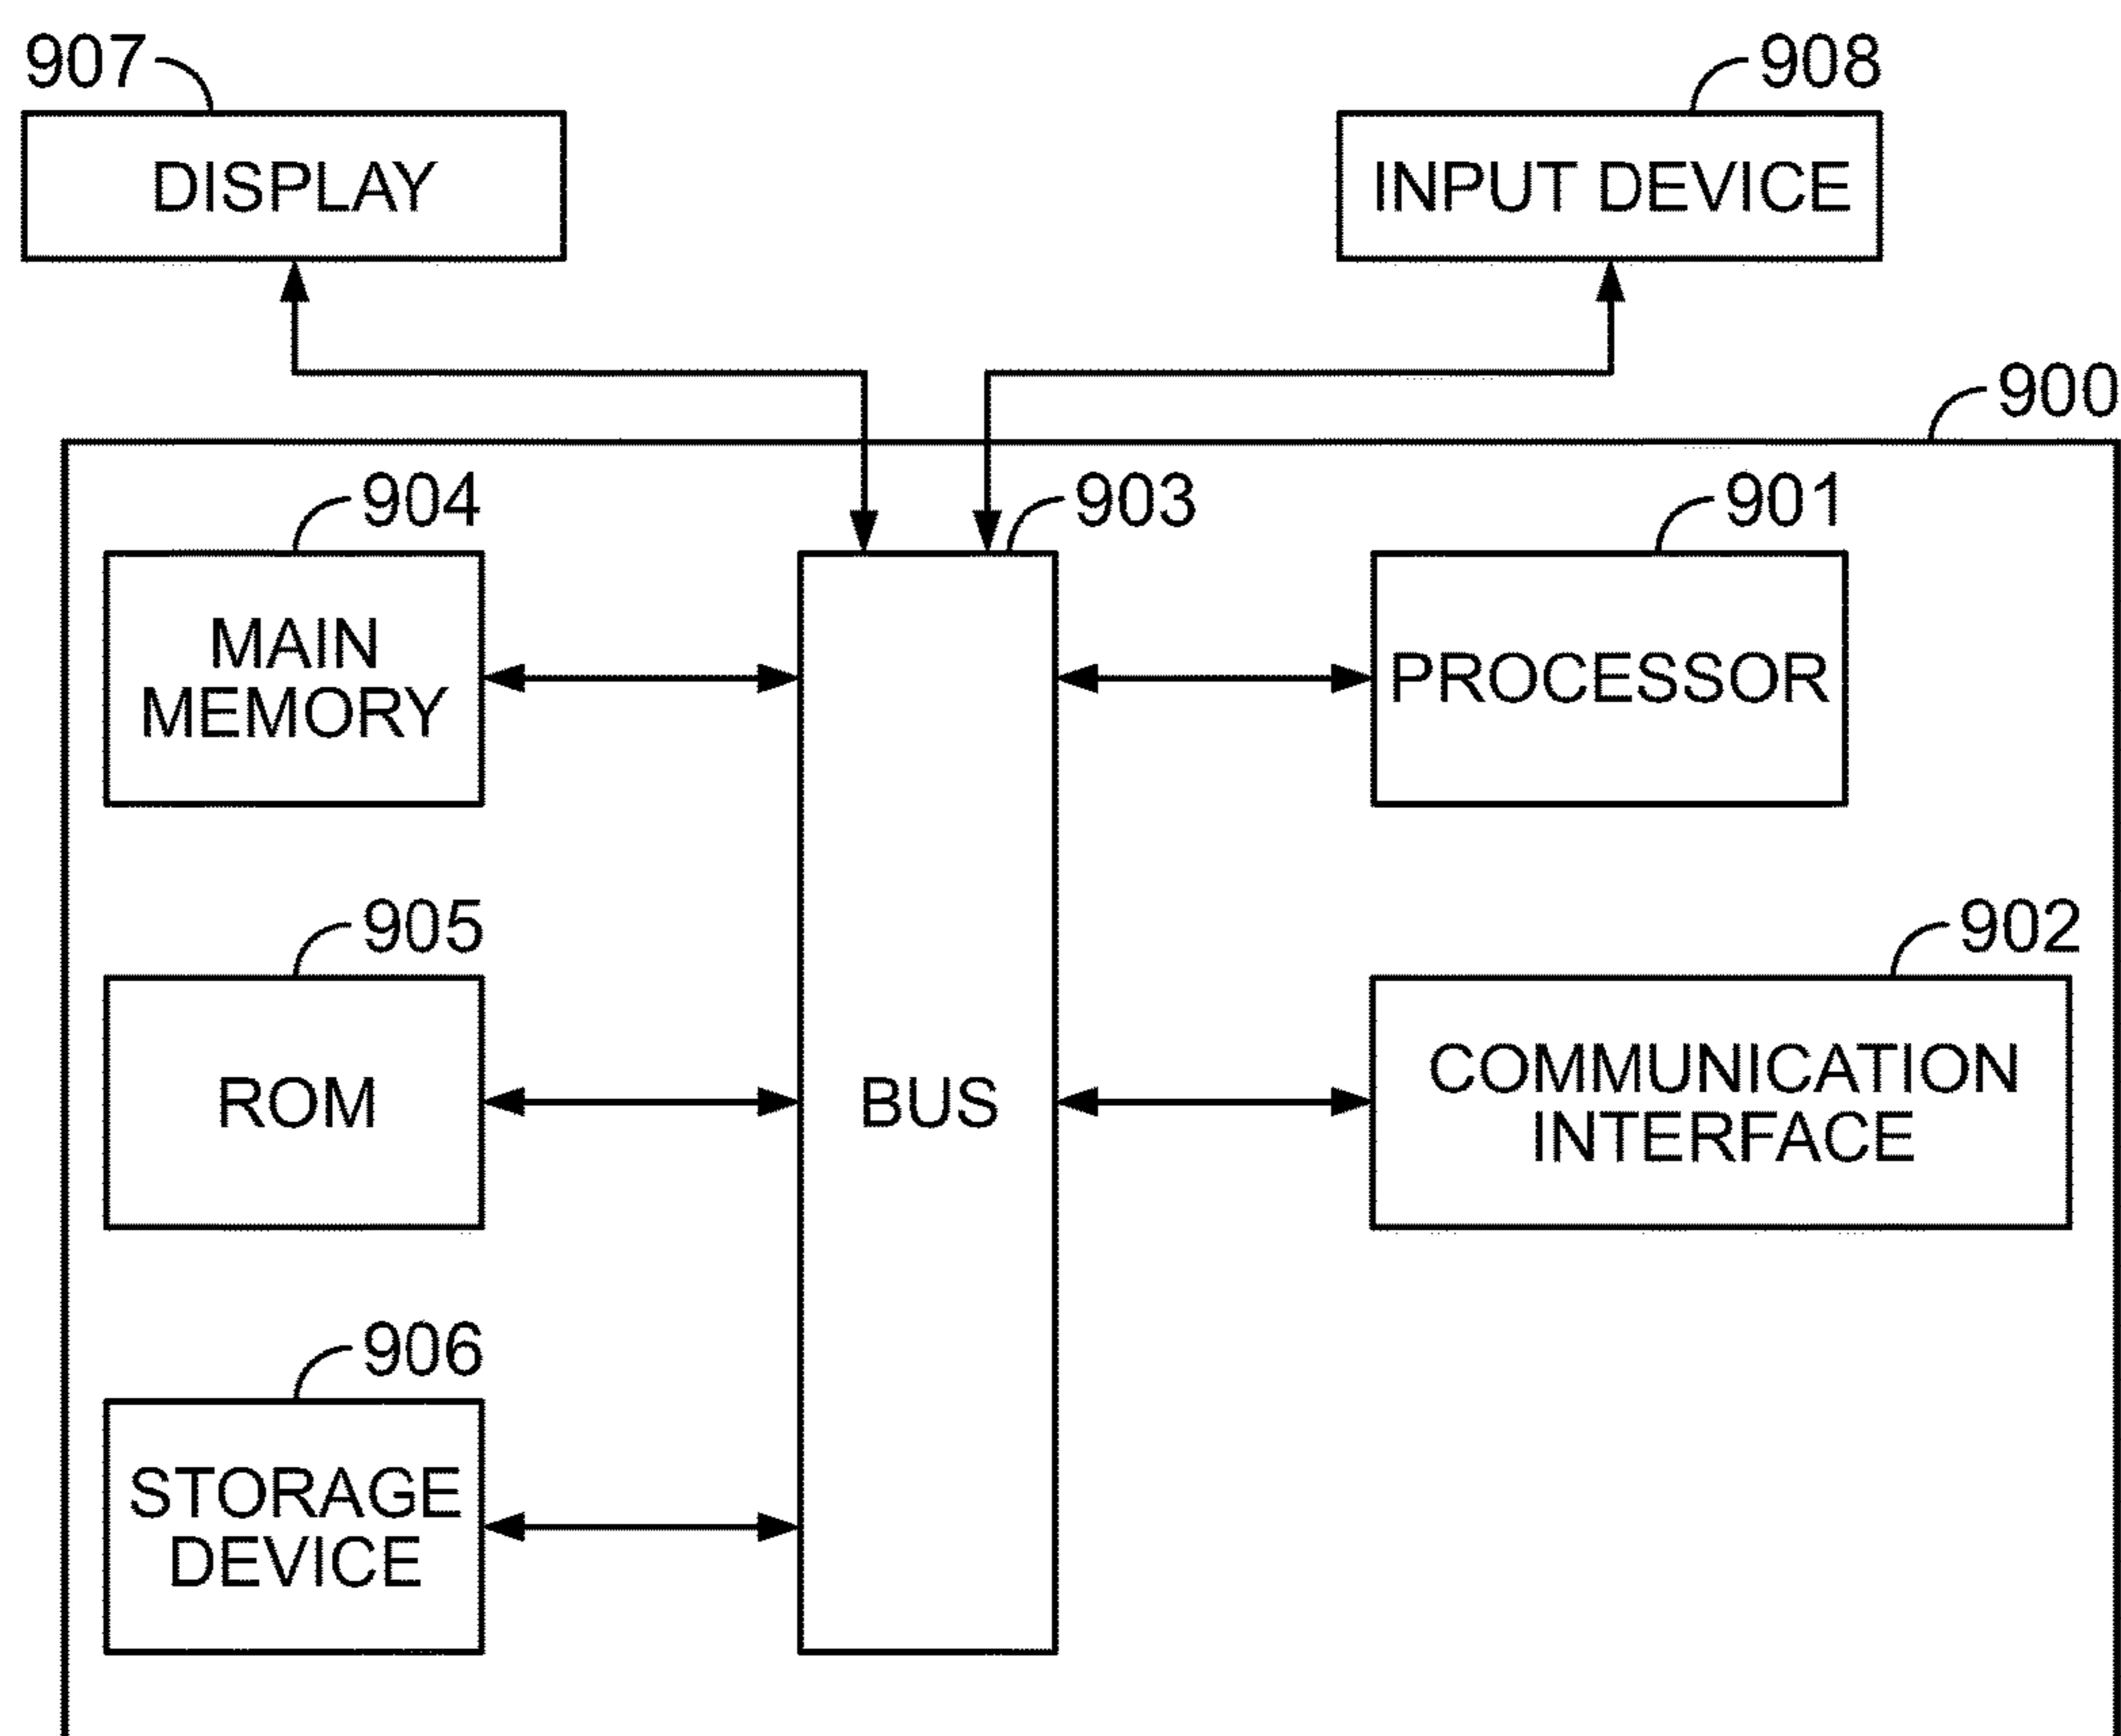 907
908
DISPLAY
INPUT DEVICE
900
904
903
901
MAIN
MEMORY
PROCESSOR
905
902
ROM
BUS
COMMUNICATION
INTERFACE
906
STORAGE
DEVICE